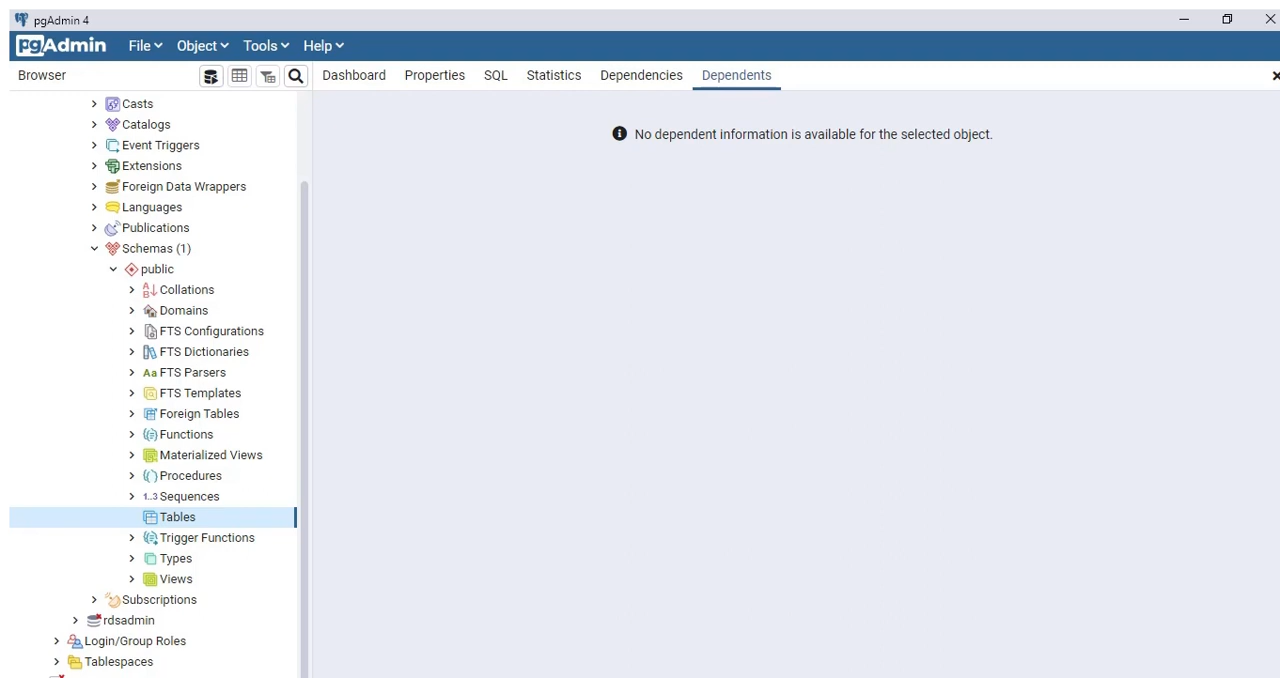 pgAdmin 4
pgAdmin File Object Tools Help
Browser Dashboard Properties SQL Statistics Dependencies Dependents
Casts
Catalogs
Event Triggers
Extensions
Foreign Data Wrappers
Languages
Publications
Schemas (1)
public
Collations
Domains
FTS Configurations
FTS Dictionaries
Aa FTS Parsers
FTS Templates
Foreign Tables
Functions
Materialized Views
Procedures
1..3 Sequences
Tables
Trigger Functions
Types
Views
Subscriptions
rdsadmin
Login/Group Roles
Tablespaces
No dependent information is available for the selected object.